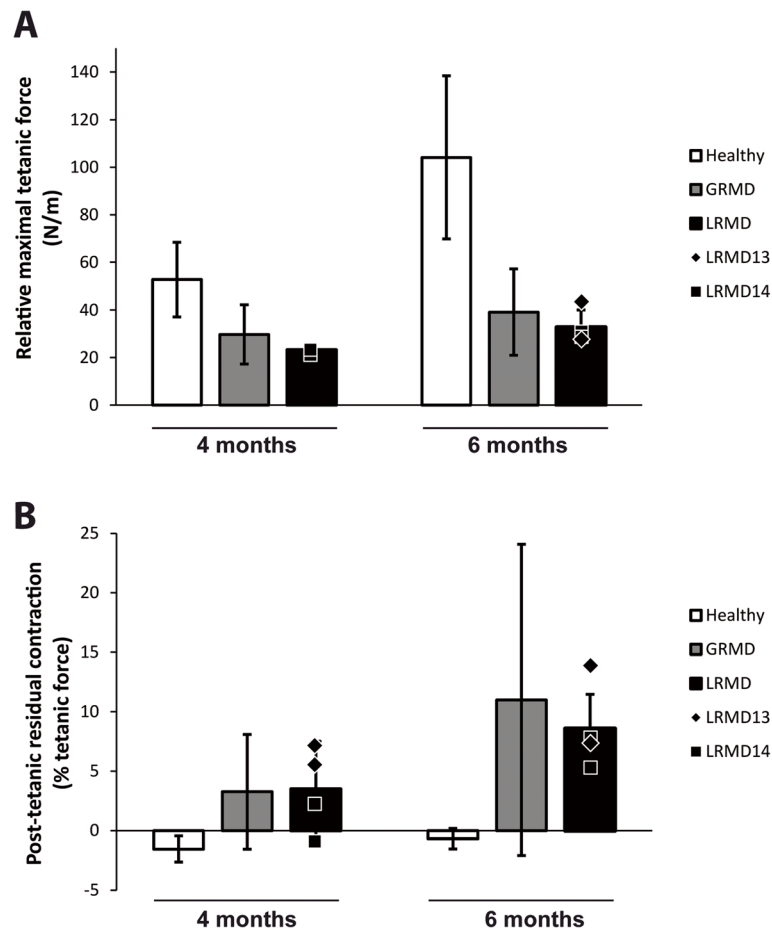 A
Relative maximal tetanic force
(N/m)
140
120
100
80
60
40
20
0
4 months
6 months
Healthy
GRMD
LRMD
LRMD13
LRMD14
B
Post-tetanic residual contraction
(% tetanic force)
25
20
15
10
5
0
-5
4 months
6 months
Healthy
GRMD
LRMD
LRMD13
LRMD14